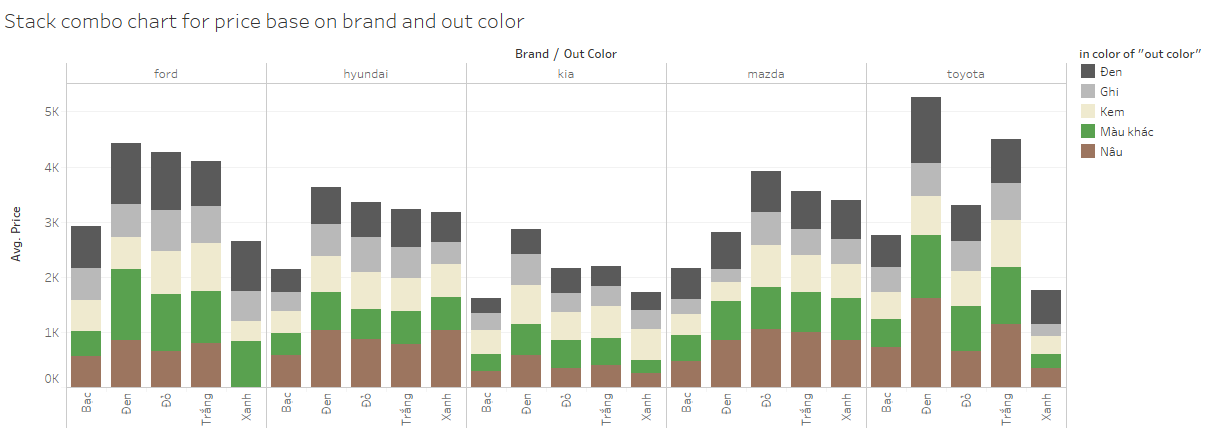 Stack combo chart for price base on brand and out color
Brand / Out Color
in color of "out color"
ford hyundai kia mazda toyota
Đen
Ghi
Kem
Màu khác
Nâu
5K
4K
3K
2K
1K
0K
Avg. Price
Bạc Đen Đỏ Trắng Xanh Bạc Đen Đỏ Trắng Xanh Bạc Đen Đỏ Trắng Xanh Bạc Đen Đỏ Trắng Xanh Bạc Đen Đỏ Trắng Xanh